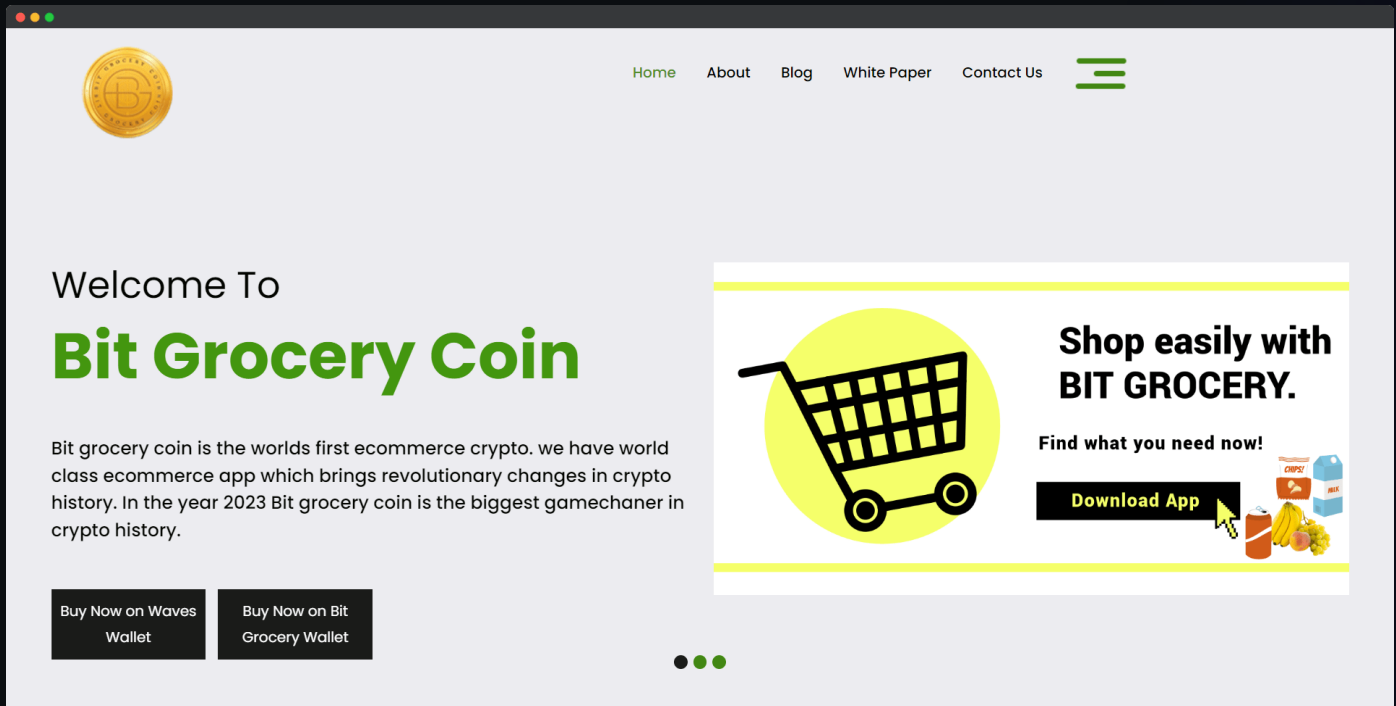 Home About Blog White Paper Contact Us
Welcome To
Bit Grocery Coin
Bit grocery coin is the worlds first ecommerce crypto. we have world
class ecommerce app which brings revolutionary changes in crypto
history. In the year 2023 Bit grocery coin is the biggest gamechaner in
crypto history.
Buy Now on Waves
Wallet
Buy Now on Bit
Grocery Wallet
Shop easily with
BIT GROCERY.
Find what you need now!
Download App
CHIPS!
MILK